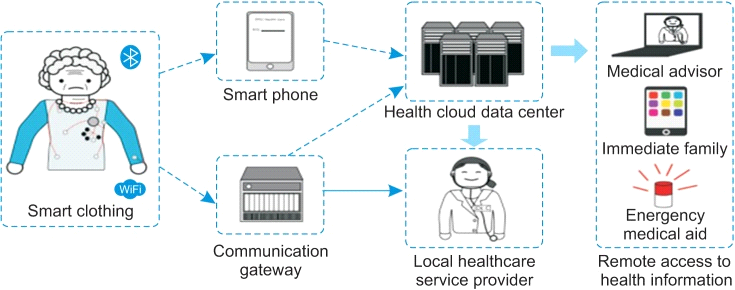 WiFi
Smart clothing
Smart phone
Communication
gateway
Health cloud data center
Local healthcare
service provider
Medical advisor
Immediate family
Energency
medical aid
Remote access to
health information